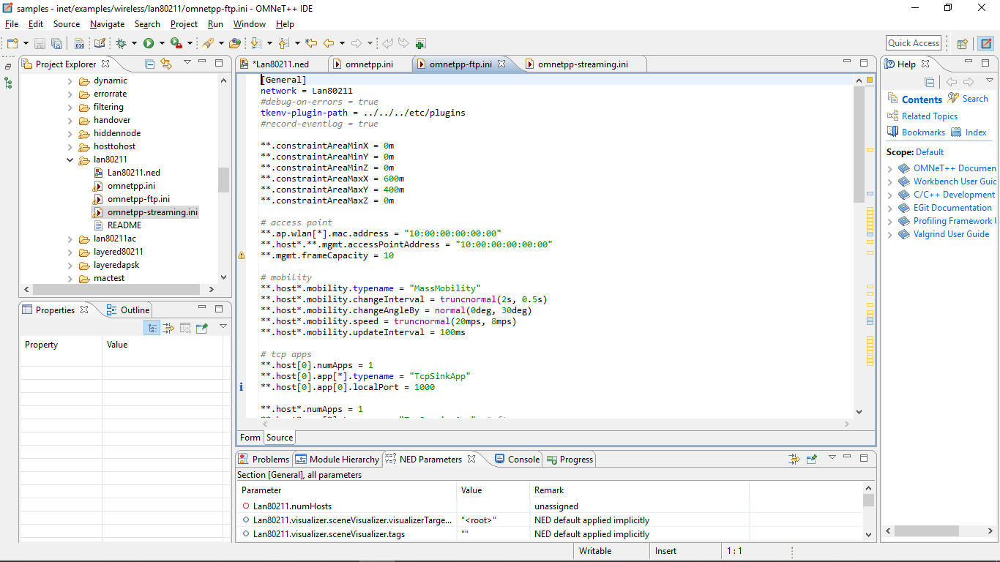 samples - inet/examples/wireless/lan80211/omnetpp-ftp.ini - OMNeT++ IDE
File Edit Source Navigate Search Project Run Window Help
Quick Access
Project Explorer
dynamic
errorrate
filtering
handover
hiddennode
hosttohost
lan80211
Lan80211.ned
omnetpp.ini
omnetpp-ftp.ini
omnetpp-streaming.ini
README
lan80211ac
layered80211
layeredapsk
mactest
Properties Outline
Property Value
*Lan80211.ned omnetpp.ini omnetpp-ftp.ini omnetpp-streaming.ini
[General]
network = Lan80211
#debug-on-errors = true
tkenv-plugin-path = ../../../etc/plugins
#record-eventlog = true
**.constraintAreaMinX = 0m
**.constraintAreaMinY = 0m
**.constraintAreaMinZ = 0m
**.constraintAreaMaxX = 600m
**.constraintAreaMaxY = 400m
**.constraintAreaMaxZ = 0m
# access point
**.ap.wlan[*].mac.address = "10:00:00:00:00:00"
**.host*.**.mgmt.accessPointAddress = "10:00:00:00:00:00"
**.mgmt.frameCapacity = 10
# mobility
**.host*.mobility.typename = "MassMobility"
**.host*.mobility.changeInterval = truncnormal(2s, 0.5s)
**.host*.mobility.changeAngleBy = normal(0deg, 30deg)
**.host*.mobility.speed = truncnormal(20mps, 8mps)
**.host*.mobility.updateInterval = 100ms
# tcp apps
**.host[0].numApps = 1
**.host[0].app[*].typename = "TcpSinkApp"
**.host[0].app[0].localPort = 1000
**.host*.numApps = 1
Form Source
Problems Module Hierarchy NED Parameters Console Progress
Section [General], all parameters
Parameter Value Remark
Lan80211.numHosts unassigned
Lan80211.visualizer.sceneVisualizer.visualizerTarge... "<root>" NED default applied implicitly
Lan80211.visualizer.sceneVisualizer.tags "" NED default applied implicitly
Help
Contents Search
Related Topics
Bookmarks Index
Scope: Default
OMNeT++ Documen
Workbench User Guid
C/C++ Development
EGit Documentation
Profiling Framework U
Valgrind User Guide
Writable Insert 1 : 1